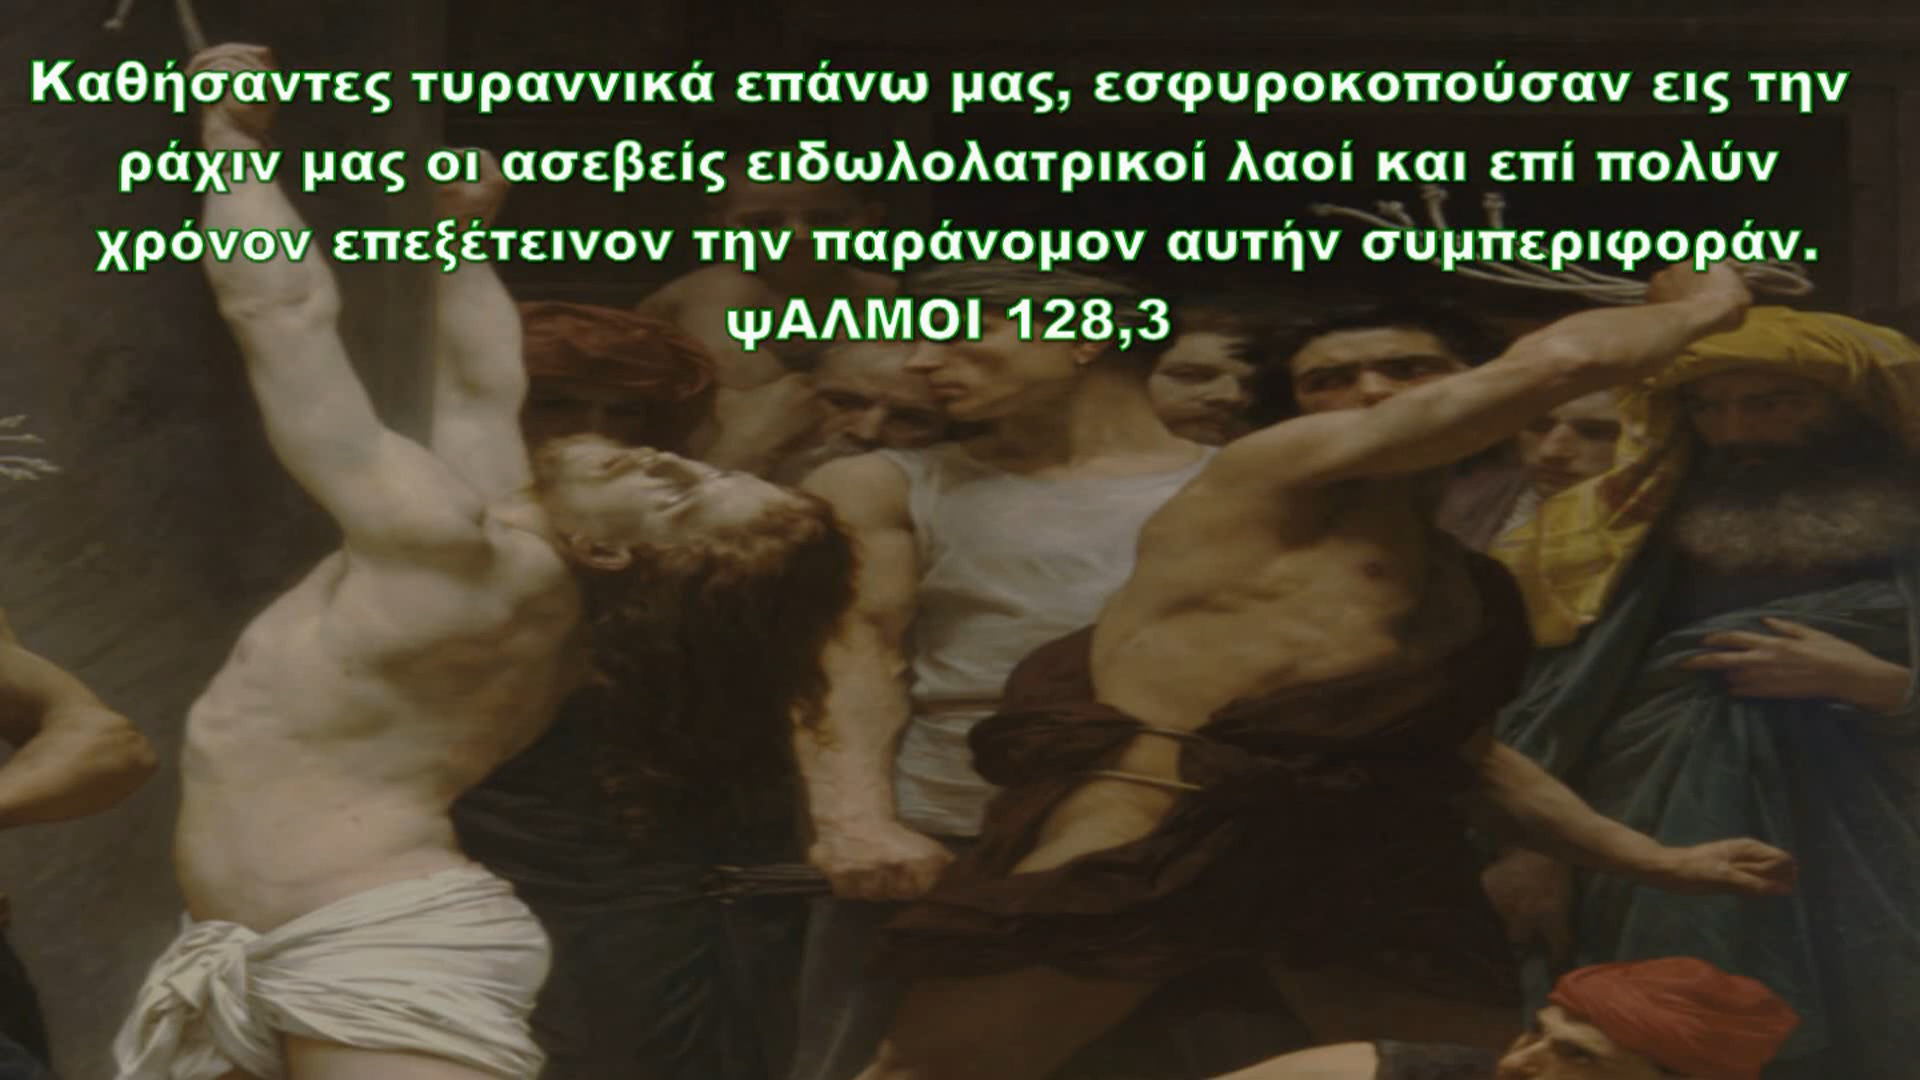 Καθήσαντες τυραννικά επάνω μας, εσφυροκοπούσαν εις την
ράχιν μας οι ασεβείς ειδωλολατρικοί λαοί και επί πολύν
χρόνον επεξέτεινον την παράνομον αυτήν συμπεριφοράν.
ψΑΛΜΟΙ 128,3